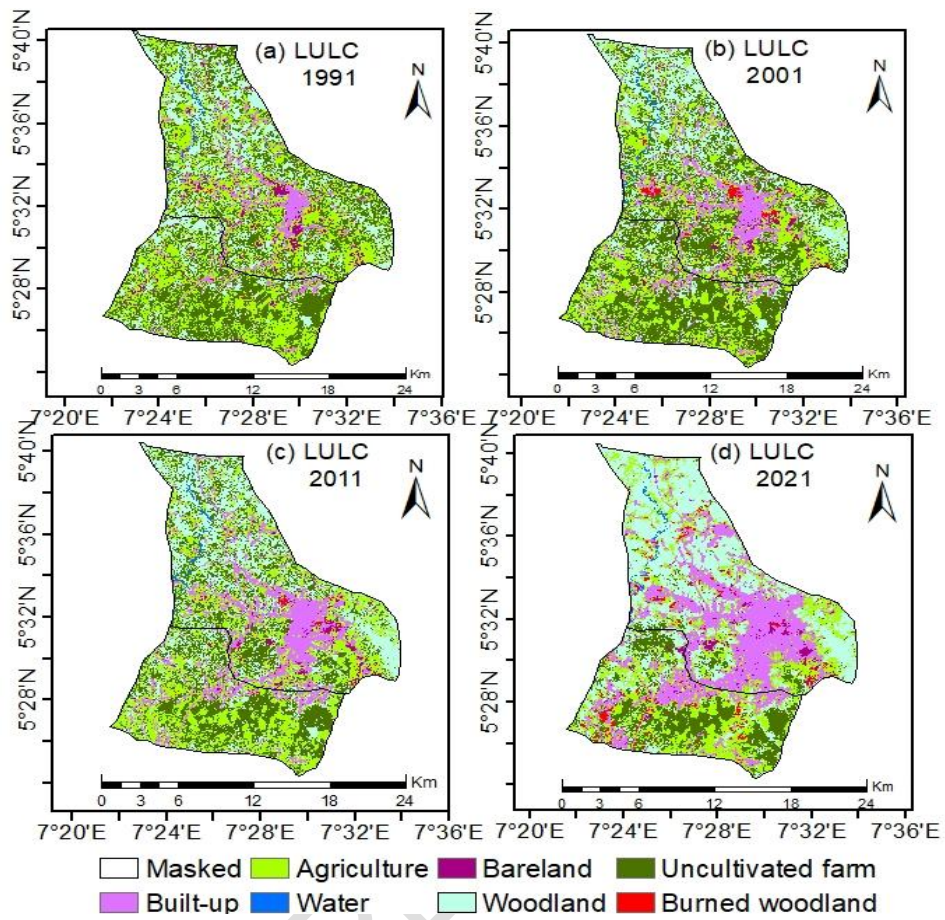 (a) LULC
1991
N
5°40'N
5°36'N
5°32'N
5°28'N
Km
0 3 6 12 18 24
7°20'E 7°24'E 7°28'E 7°32'E 7°36'E
(b) LULC
2001
N
5°40'N
5°36'N
5°32'N
5°28'N
Km
0 3 6 12 18 24
7°20'E 7°24'E 7°28'E 7°32'E 7°36'E
(c) LULC
2011
N
5°40'N
5°36'N
5°32'N
5°28'N
Km
0 3 6 12 18 24
7°20'E 7°24'E 7°28'E 7°32'E 7°36'E
(d) LULC
2021
N
5°40'N
5°36'N
5°32'N
5°28'N
Km
0 3 6 12 18 24
7°20'E 7°24'E 7°28'E 7°32'E 7°36'E
Masked Agriculture Bareland Uncultivated farm
Built-up Water Woodland Burned woodland